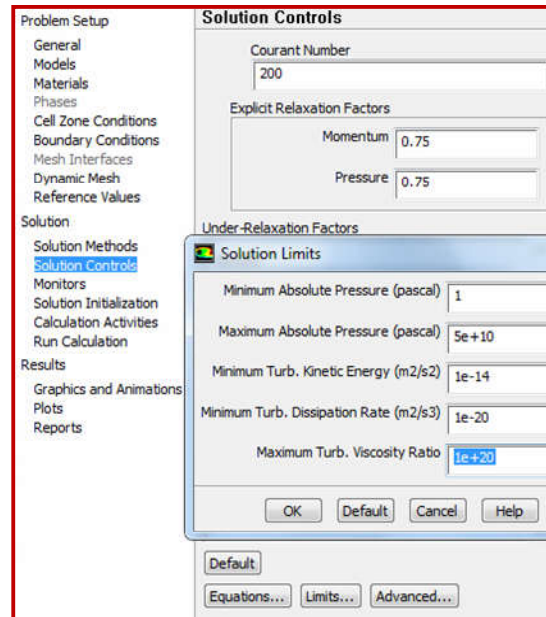 Problem Setup
General
Models
Materials
Phases
Cell Zone Conditions
Boundary Conditions
Mesh Interfaces
Dynamic Mesh
Reference Values
Solution
Solution Methods
Solution Controls
Monitors
Solution Initialization
Calculation Activities
Run Calculation
Results
Graphics and Animations
Plots
Reports
Solution Controls
Courant Number
200
Explicit Relaxation Factors
Momentum 0.75
Pressure 0.75
Under-Relaxation Factors
Solution Limits
Minimum Absolute Pressure (pascal) 1
Maximum Absolute Pressure (pascal) 5e+10
Minimum Turb. Kinetic Energy (m2/s2) 1e-14
Minimum Turb. Dissipation Rate (m2/s3) 1e-20
Maximum Turb. Viscosity Ratio 1e+20
OK Default Cancel Help
Default
Equations... Limits... Advanced...